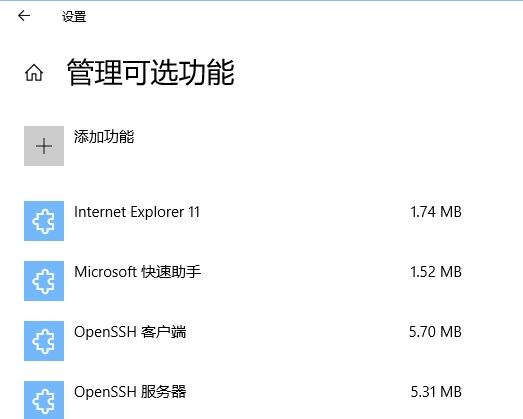 设置
管理可选功能
添加功能
Internet Explorer 11 1.74 MB
Microsoft 快速助手 1.52 MB
OpenSSH 客户端 5.70 MB
OpenSSH 服务器 5.31 MB